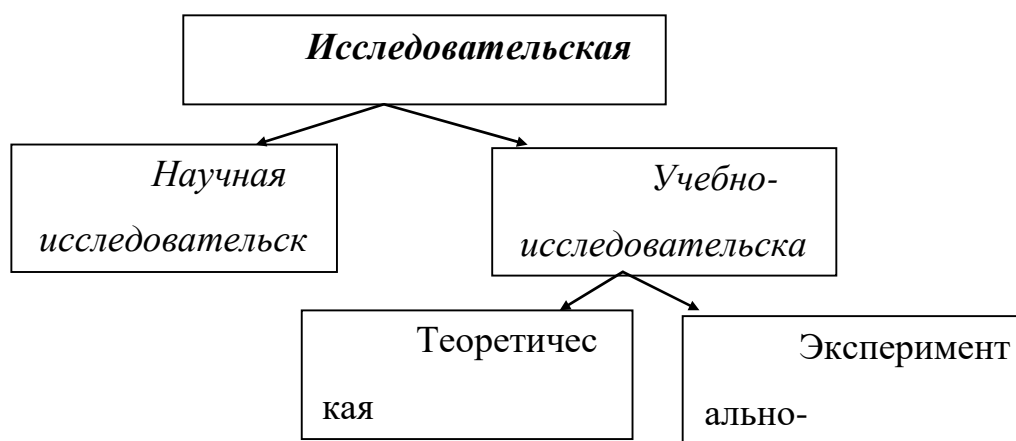 Исследовательская
Научная
исследовательск
Учебно-
исследовательска
Теоретичес
кая
Эксперимент
ально-